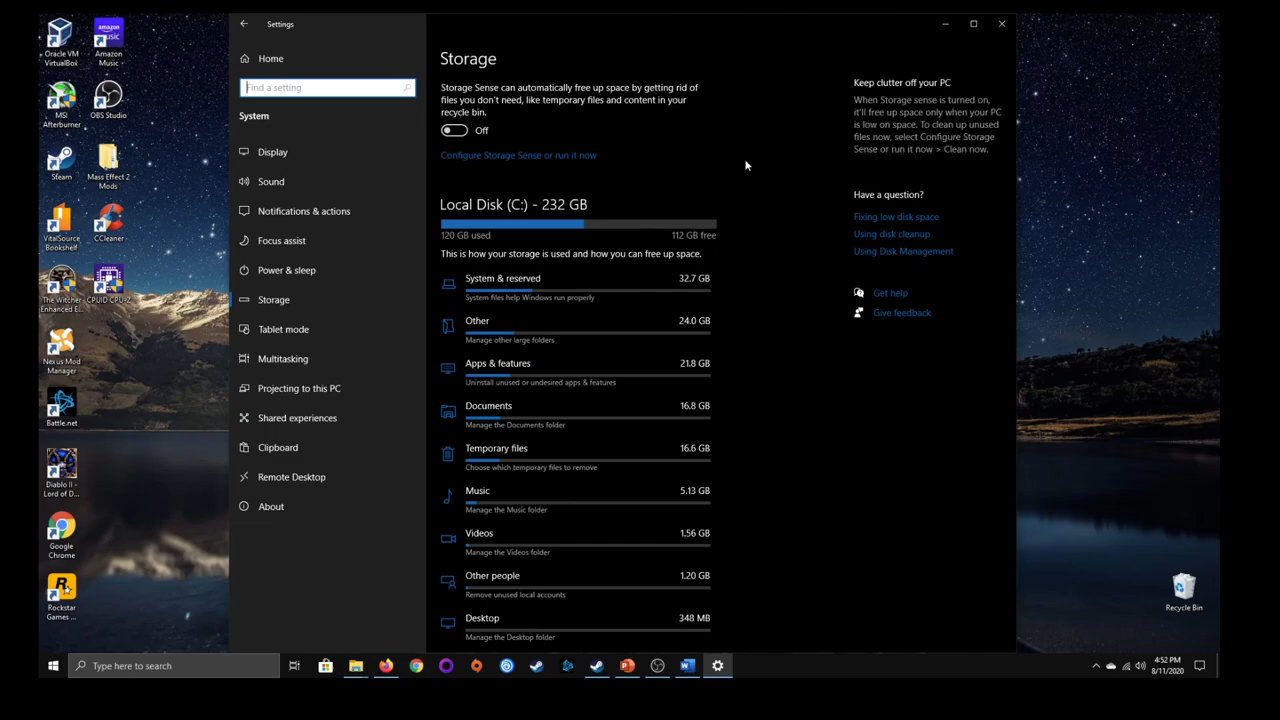 Oracle VM
VirtualBox
Amazon
Music -
MSI
Afterburner
OBS Studio
Steam
Mass Effect 2
Mods
VitalSource
Bookshelf
CCleaner
The Witcher
Enhanced E...
CPUID CPU-Z
Nexus Mod
Manager
Battle.net
Diablo II -
Lord of D...
Google
Chrome
Rockstar
Games ...
amazon
music
Settings
Home
Find a setting
System
Display
Sound
Notifications & actions
Focus assist
Power & sleep
Storage
Tablet mode
Multitasking
Projecting to this PC
Shared experiences
Clipboard
Remote Desktop
About
Storage
Storage Sense can automatically free up space by getting rid of
files you don't need, like temporary files and content in your
recycle bin.
Off
Configure Storage Sense or run it now
Local Disk (C:) - 232 GB
120 GB used 112 GB free
This is how your storage is used and how you can free up space.
System & reserved 32.7 GB
System files help Windows run properly
Other 24.0 GB
Manage other large folders
Apps & features 21.8 GB
Uninstall unused or undesired apps & features
Documents 16.8 GB
Manage the Documents folder
Temporary files 16.6 GB
Choose which temporary files to remove
Music 5.13 GB
Manage the Music folder
Videos 1.56 GB
Manage the Videos folder
Other people 1.20 GB
Remove unused local accounts
Desktop 348 MB
Manage the Desktop folder
Keep clutter off your PC
When Storage sense is turned on,
it'll free up space only when your PC
is low on space. To clean up unused
files now, select Configure Storage
Sense or run it now > Clean now.
Have a question?
Fixing low disk space
Using disk cleanup
Using Disk Management
Get help
Give feedback
Recycle Bin
Type here to search
4:52 PM
8/11/2020